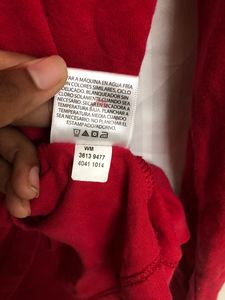 LAVAR A MÁQUINA EN AGUA FRÍA
CON COLORES SIMILARES, CICLO
DELICADO. BLANQUEADOR SIN
CLORO SOLAMENTE CUANDO SEA
NECESARIO. SECAR EN SECADORA A
TEMPERATURA BAJA. PLANCHAR A
TEMPERATURA BAJA CUANDO SEA
NECESARIO. NO PLANCHAR EL
ESTAMPADO/ADORNO.
WM
3613 9477
4041 1014